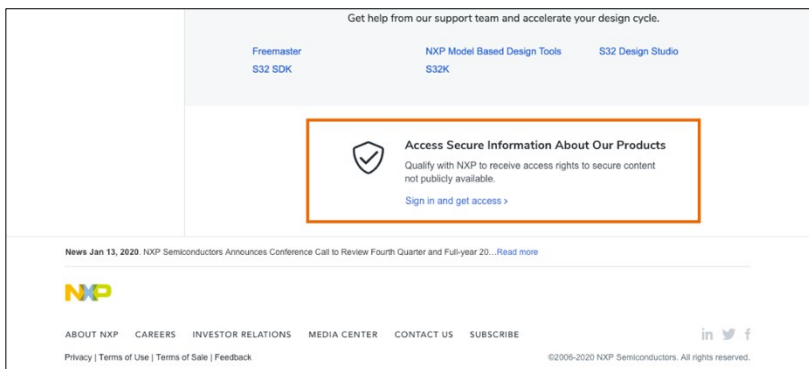 Get help from our support team and accelerate your design cycle.
Freemaster NXP Model Based Design Tools S32 Design Studio
S32 SDK S32K
Access Secure Information About Our Products
Qualify with NXP to receive access rights to secure content
not publicly available.
Sign in and get access >
News Jan 13, 2020. NXP Semiconductors Announces Conference Call to Review Fourth Quarter and Full-year 20...Read more
NXP
ABOUT NXP CAREERS INVESTOR RELATIONS MEDIA CENTER CONTACT US SUBSCRIBE
in f
Privacy | Terms of Use | Terms of Sale | Feedback ©2006-2020 NXP Semiconductors. All rights reserved.